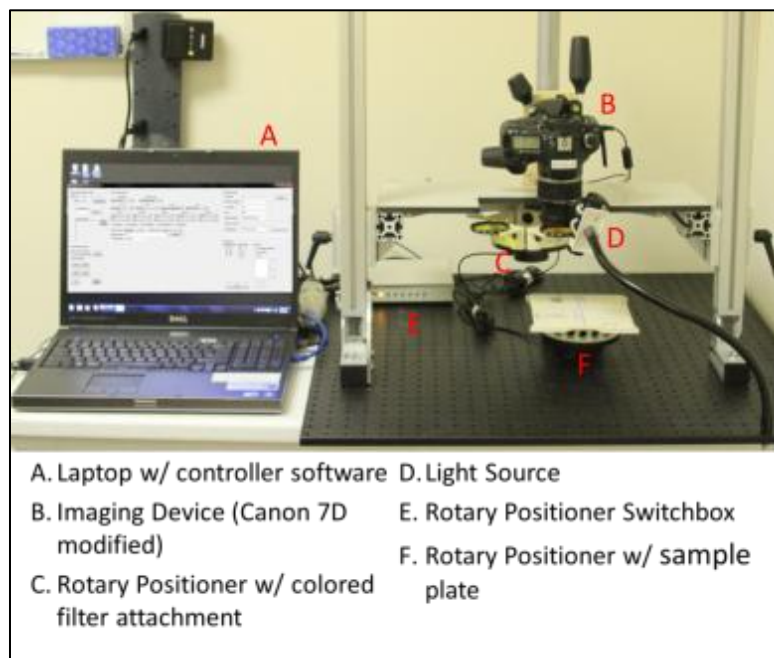 A
B
C
D
E
F
DELL
A. Laptop w/ controller software
B. Imaging Device (Canon 7D
modified)
C. Rotary Positioner w/ colored
filter attachment
D. Light Source
E. Rotary Positioner Switchbox
F. Rotary Positioner w/ sample
plate